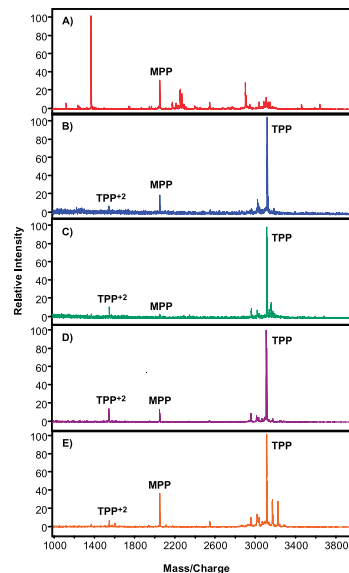 A)
100
80
60
40
20
0
MPP
B)
100
80
60
40
20
0
TPP+2
MPP
TPP
C)
100
80
60
40
20
0
TPP+2
MPP
TPP
D)
100
80
60
40
20
0
TPP+2
MPP
TPP
E)
100
80
60
40
20
0
TPP+2
MPP
TPP
1000 1400 1800 2200 2600 3000 3400 3800
Mass/Charge
Relative Intensity